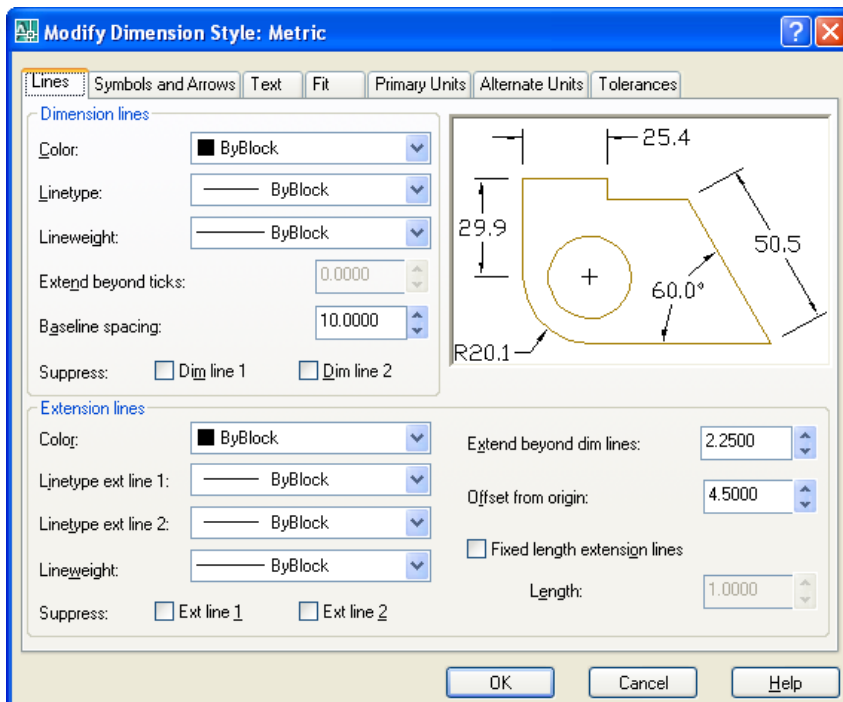 Modify Dimension Style: Metric
Lines Symbols and Arrows Text Fit Primary Units Alternate Units Tolerances
Dimension lines
Color: ByBlock
Linetype: ByBlock
Lineweight: ByBlock
Extend beyond ticks: 0.0000
Baseline spacing: 10.0000
Suppress: Dim line 1 Dim line 2
25.4
29.9
50.5
60.0°
R20.1
Extension lines
Color: ByBlock
Linetype ext line 1: ByBlock
Linetype ext line 2: ByBlock
Lineweight: ByBlock
Suppress: Ext line 1 Ext line 2
Extend beyond dim lines: 2.2500
Offset from origin: 4.5000
Fixed length extension lines
Length: 1.0000
OK Cancel Help